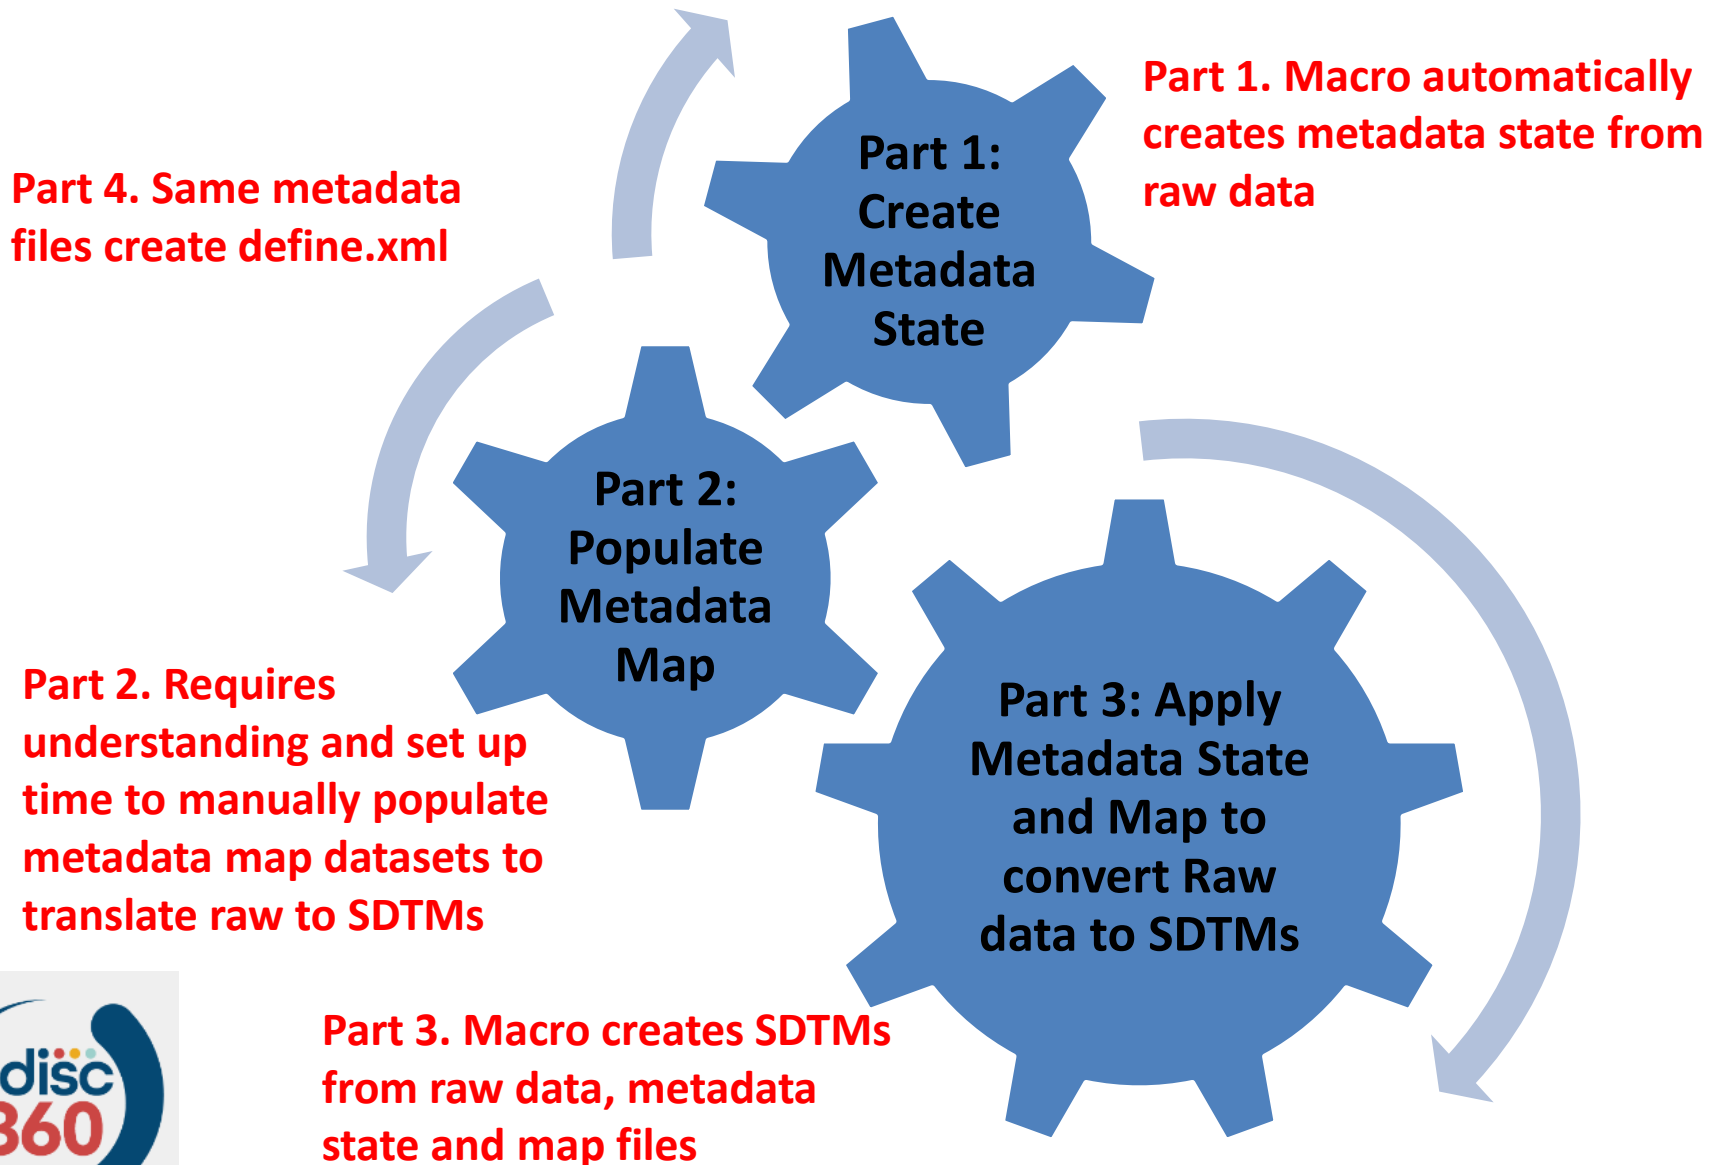 Part 1. Macro automatically
creates metadata state from
raw data
Part 1:
Create
Metadata
State
Part 4. Same metadata
files create define.xml
Part 2:
Populate
Metadata
Map
Part 2. Requires
understanding and set up
time to manually populate
metadata map datasets to
translate raw to SDTMs
Part 3: Apply
Metadata State
and Map to
convert Raw
data to SDTMs
Part 3. Macro creates SDTMs
from raw data, metadata
state and map files
disc
360